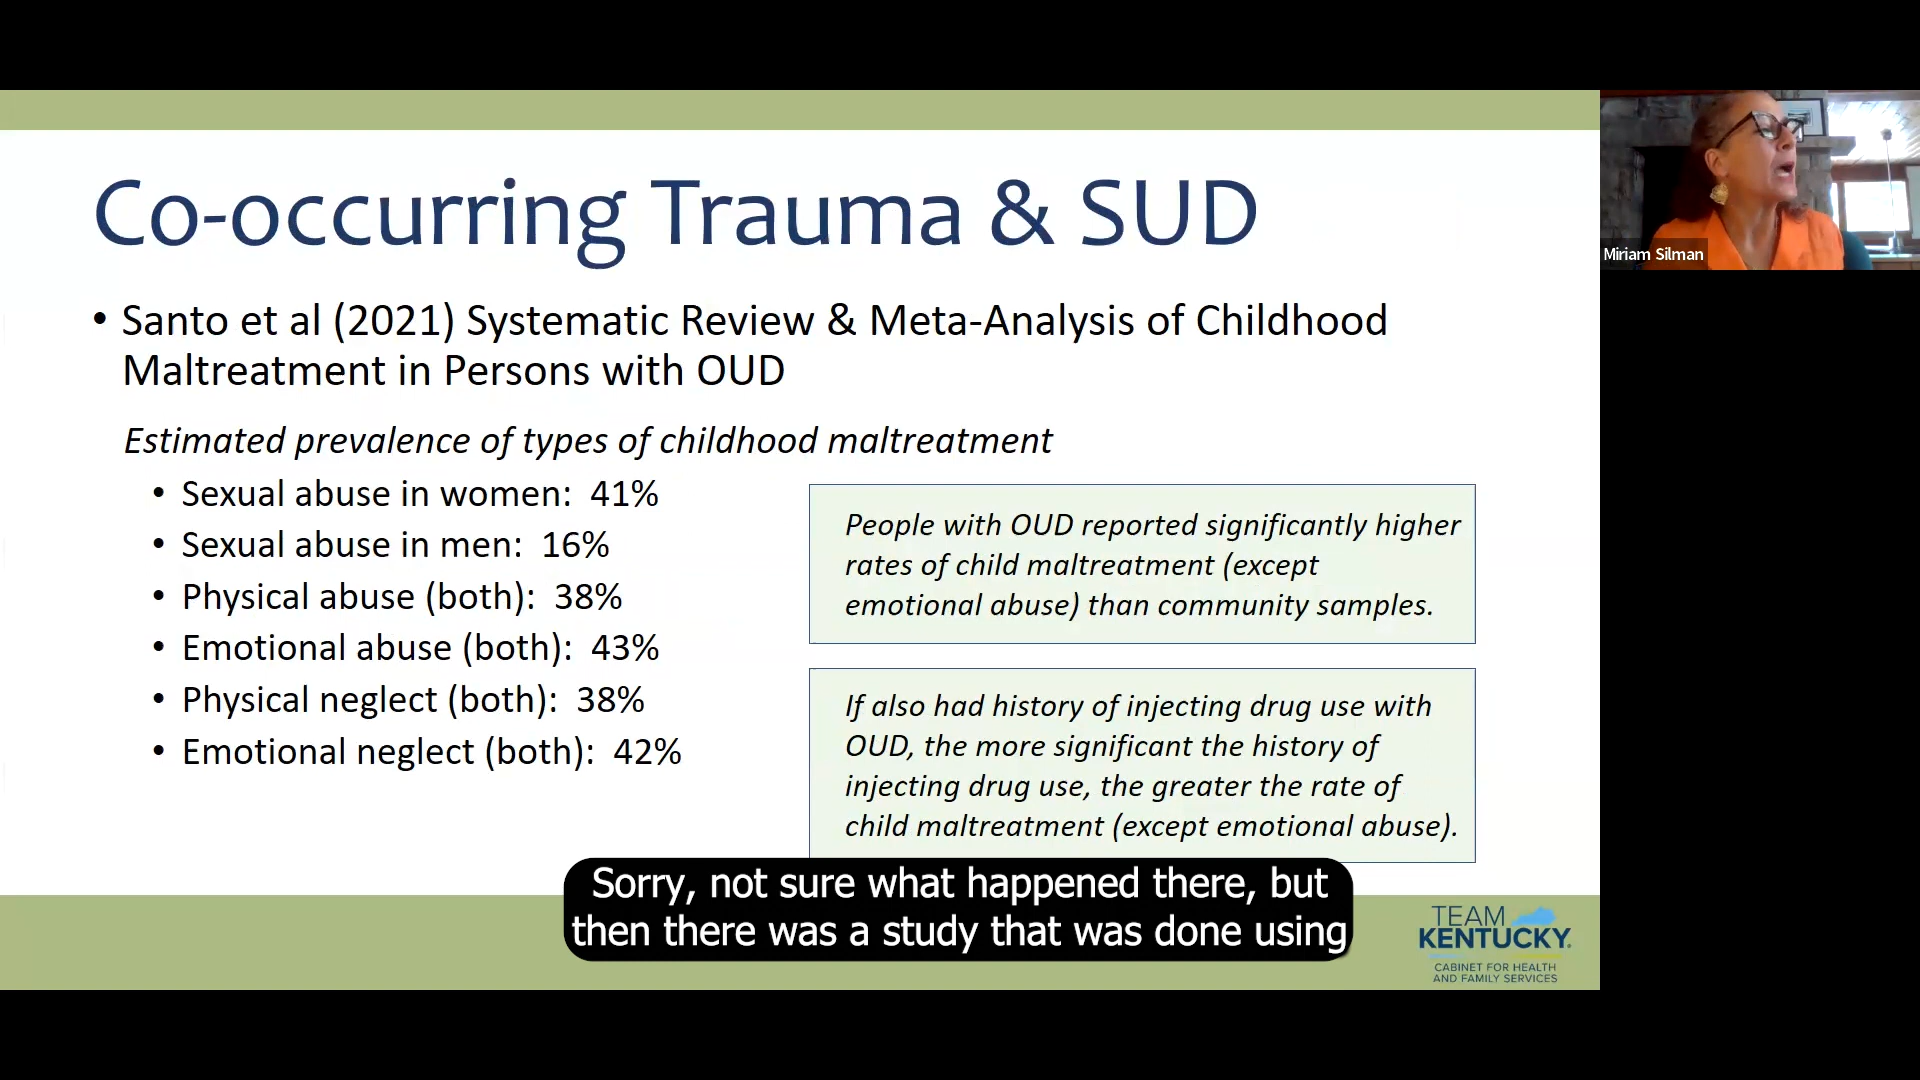 Co-occurring Trauma & SUD
• Santo et al (2021) Systematic Review & Meta-Analysis of Childhood
Maltreatment in Persons with OUD
Estimated prevalence of types of childhood maltreatment
• Sexual abuse in women: 41%
• Sexual abuse in men: 16%
• Physical abuse (both): 38%
• Emotional abuse (both): 43%
• Physical neglect (both): 38%
• Emotional neglect (both): 42%
People with OUD reported significantly higher
rates of child maltreatment (except
emotional abuse) than community samples.
If also had history of injecting drug use with
OUD, the more significant the history of
injecting drug use, the greater the rate of
child maltreatment (except emotional abuse).
Miriam Silman
Sorry, not sure what happened there, but
then there was a study that was done using
TEAM
KENTUCKY.
CABINET FOR HEALTH
AND FAMILY SERVICES